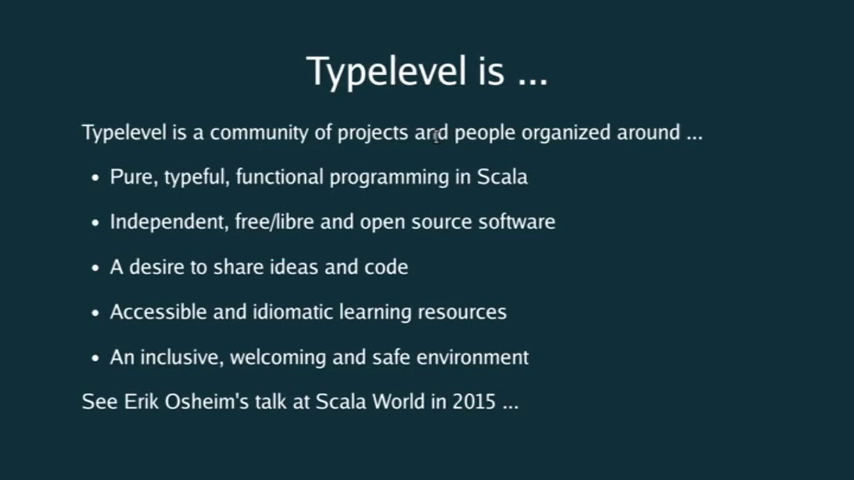 Typelevel is ...
Typelevel is a community of projects and people organized around ...
• Pure, typeful, functional programming in Scala
• Independent, free/libre and open source software
• A desire to share ideas and code
• Accessible and idiomatic learning resources
• An inclusive, welcoming and safe environment
See Erik Osheim's talk at Scala World in 2015 ...